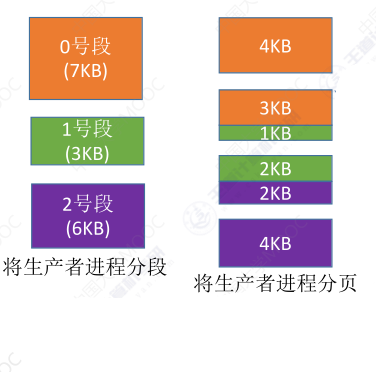 0号段
(7KB)
1号段
(3KB)
2号段
(6KB)
将生产者进程分段
4KB
3KB
1KB
2KB
2KB
4KB
将生产者进程分页